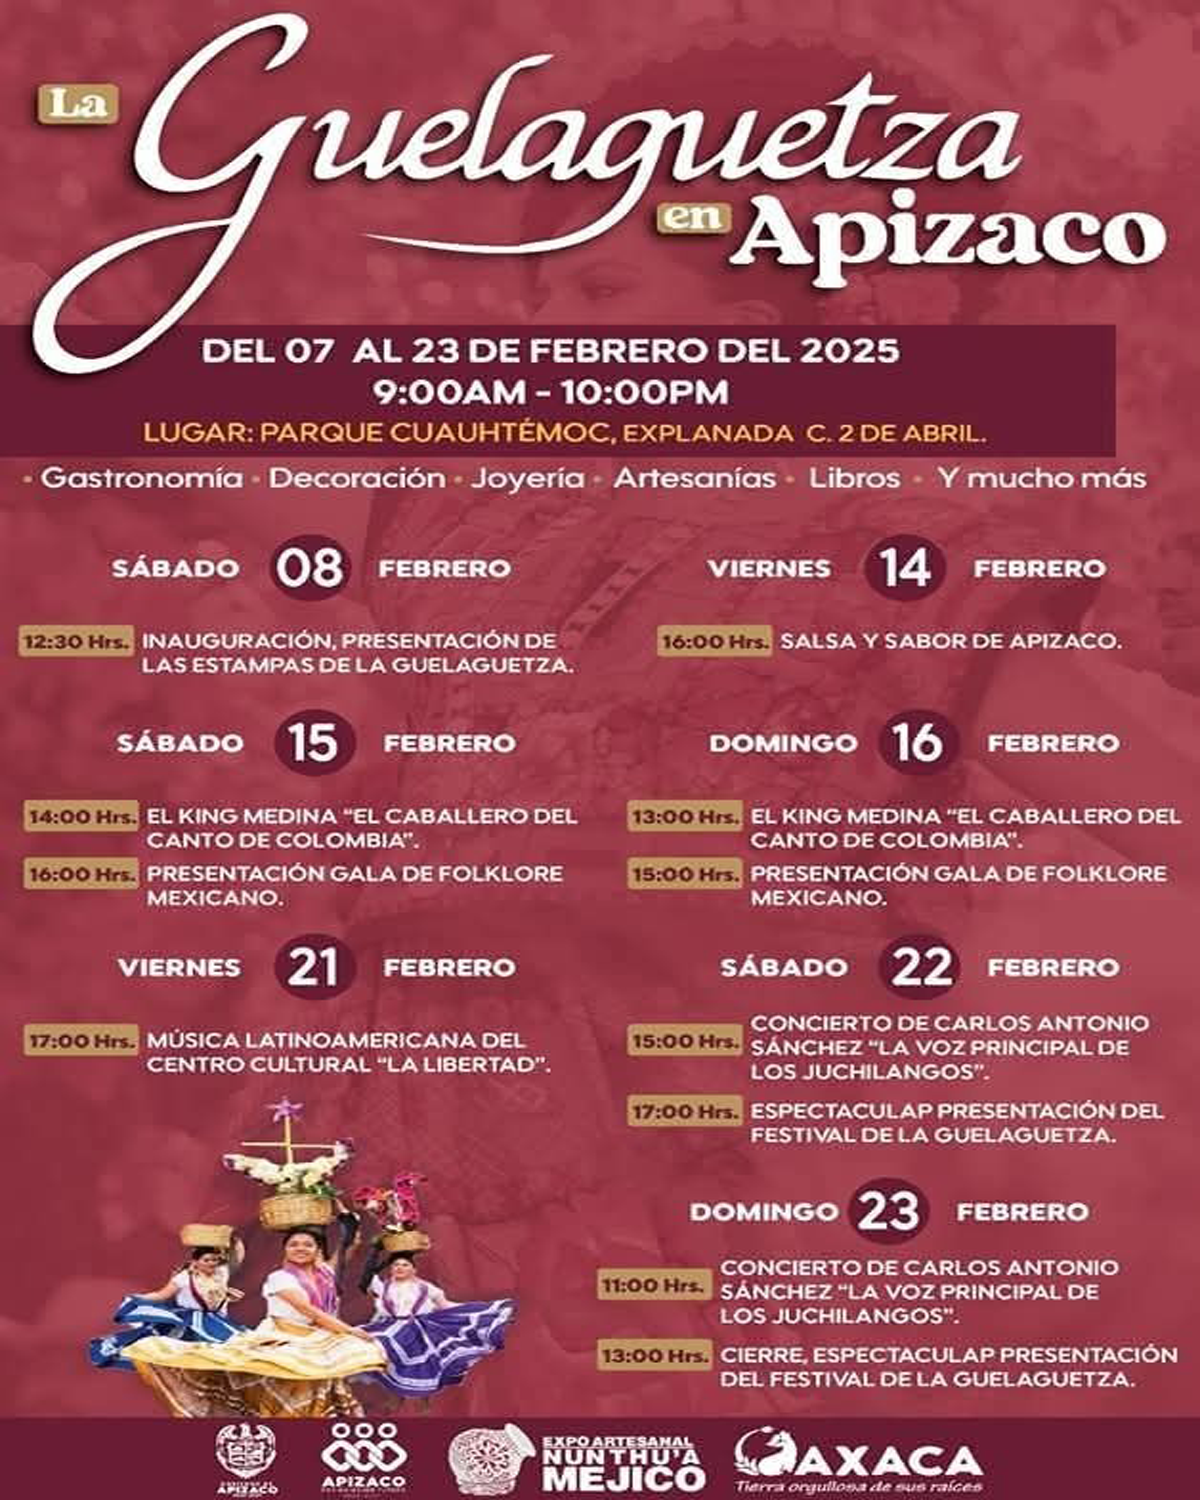 La
Guelaguetza
en Apizaco
DEL 07 AL 23 DE FEBRERO DEL 2025
9:00AM - 10:00PM
LUGAR: PARQUE CUAUHTÉMOC, EXPLANADA C. 2 DE ABRIL.
· Gastronomía · Decoración · Joyería · Artesanías · Libros · Y mucho más
SÁBADO 08 FEBRERO
12:30 Hrs. INAUGURACIÓN, PRESENTACIÓN DE
LAS ESTAMPAS DE LA GUELAGUETZA.
VIERNES 14 FEBRERO
16:00 Hrs. SALSA Y SABOR DE APIZACO.
SÁBADO 15 FEBRERO
14:00 Hrs. EL KING MEDINA "EL CABALLERO DEL
CANTO DE COLOMBIA".
16:00 Hrs. PRESENTACIÓN GALA DE FOLKLORE
MEXICANO.
DOMINGO 16 FEBRERO
13:00 Hrs. EL KING MEDINA "EL CABALLERO DEL
CANTO DE COLOMBIA".
15:00 Hrs. PRESENTACIÓN GALA DE FOLKLORE
MEXICANO.
VIERNES 21 FEBRERO
17:00 Hrs. MÚSICA LATINOAMERICANA DEL
CENTRO CULTURAL "LA LIBERTAD".
SÁBADO 22 FEBRERO
CONCIERTO DE CARLOS ANTONIO
15:00 Hrs. SÁNCHEZ "LA VOZ PRINCIPAL DE
LOS JUCHILANGOS".
17:00 Hrs. ESPECTACULAP PRESENTACIÓN DEL
FESTIVAL DE LA GUELAGUETZA.
DOMINGO 23 FEBRERO
CONCIERTO DE CARLOS ANTONIO
11:00 Hrs. SÁNCHEZ "LA VOZ PRINCIPAL DE
LOS JUCHILANGOS".
13:00 Hrs. CIERRE, ESPECTACULAP PRESENTACIÓN
DEL FESTIVAL DE LA GUELAGUETZA.
APIZACO
APIZACO
EXPO ARTESANAL
NUNTHU'A
MEJICO
OAXACA
Tierra orgullosa de sus raíces